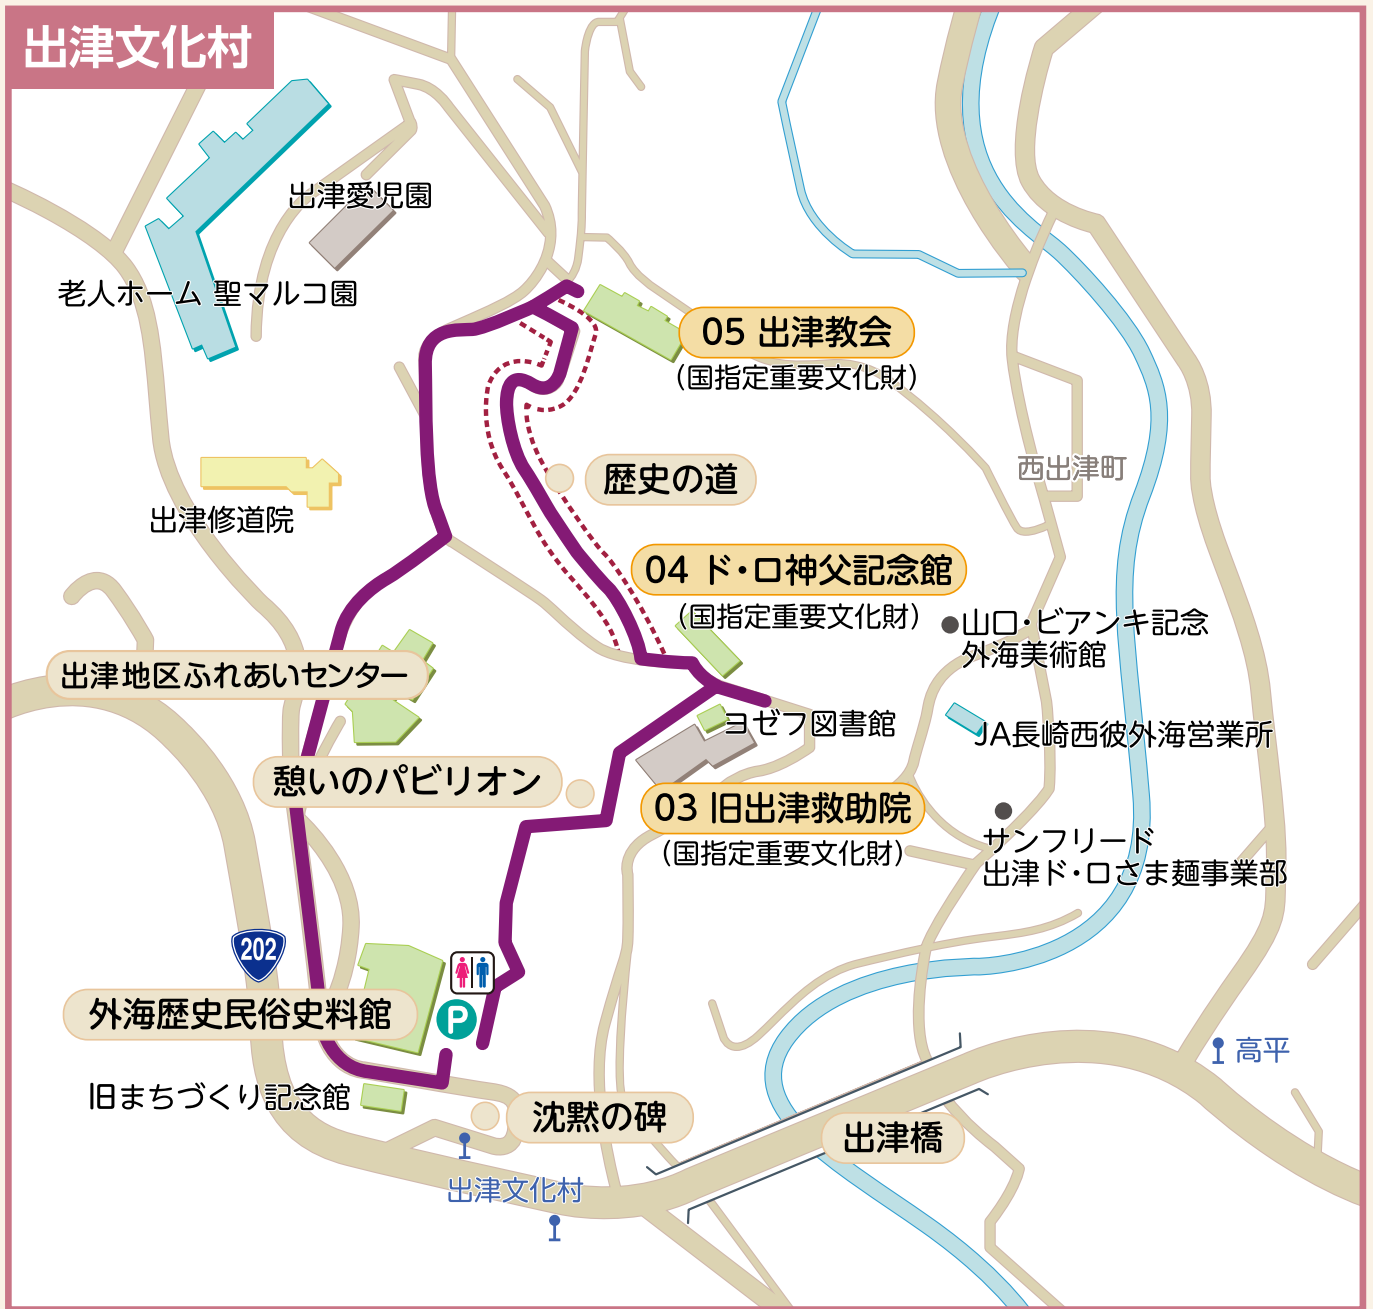 出津文化村
出津愛児園
老人ホーム 聖マルコ園
05 出津教会
(国指定重要文化財)
歴史の道
西出津町
出津修道院
04 ド・ロ神父記念館
(国指定重要文化財)
山口・ビアンキ記念
外海美術館
出津地区ふれあいセンター
ヨゼフ図書館
JA長崎西彼外海営業所
憩いのパビリオン
03 旧出津救助院
(国指定重要文化財)
サンフリード
出津ド・ロさま麺事業部
202
外海歴史民俗史料館
P
高平
旧まちづくり記念館
沈黙の碑
出津橋
出津文化村